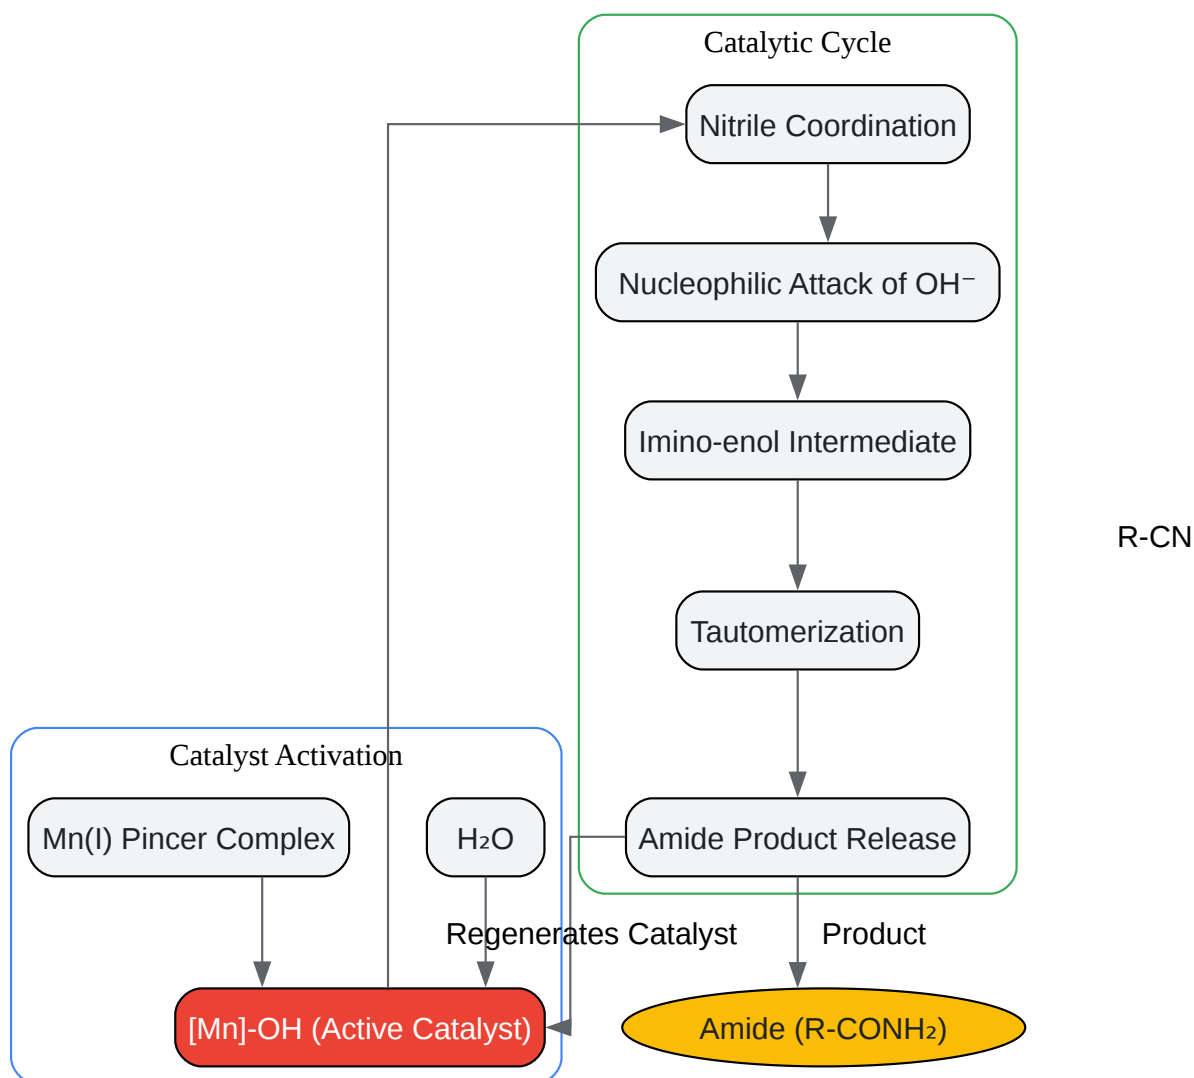 Catalytic Cycle
Nitrile Coordination
Nucleophilic Attack of OH⁻
Imino-enol Intermediate
R-CN
Tautomerization
Catalyst Activation
Mn(I) Pincer Complex
H₂O
Amide Product Release
Regenerates Catalyst
Product
[Mn]-OH (Active Catalyst)
Amide (R-CONH₂)